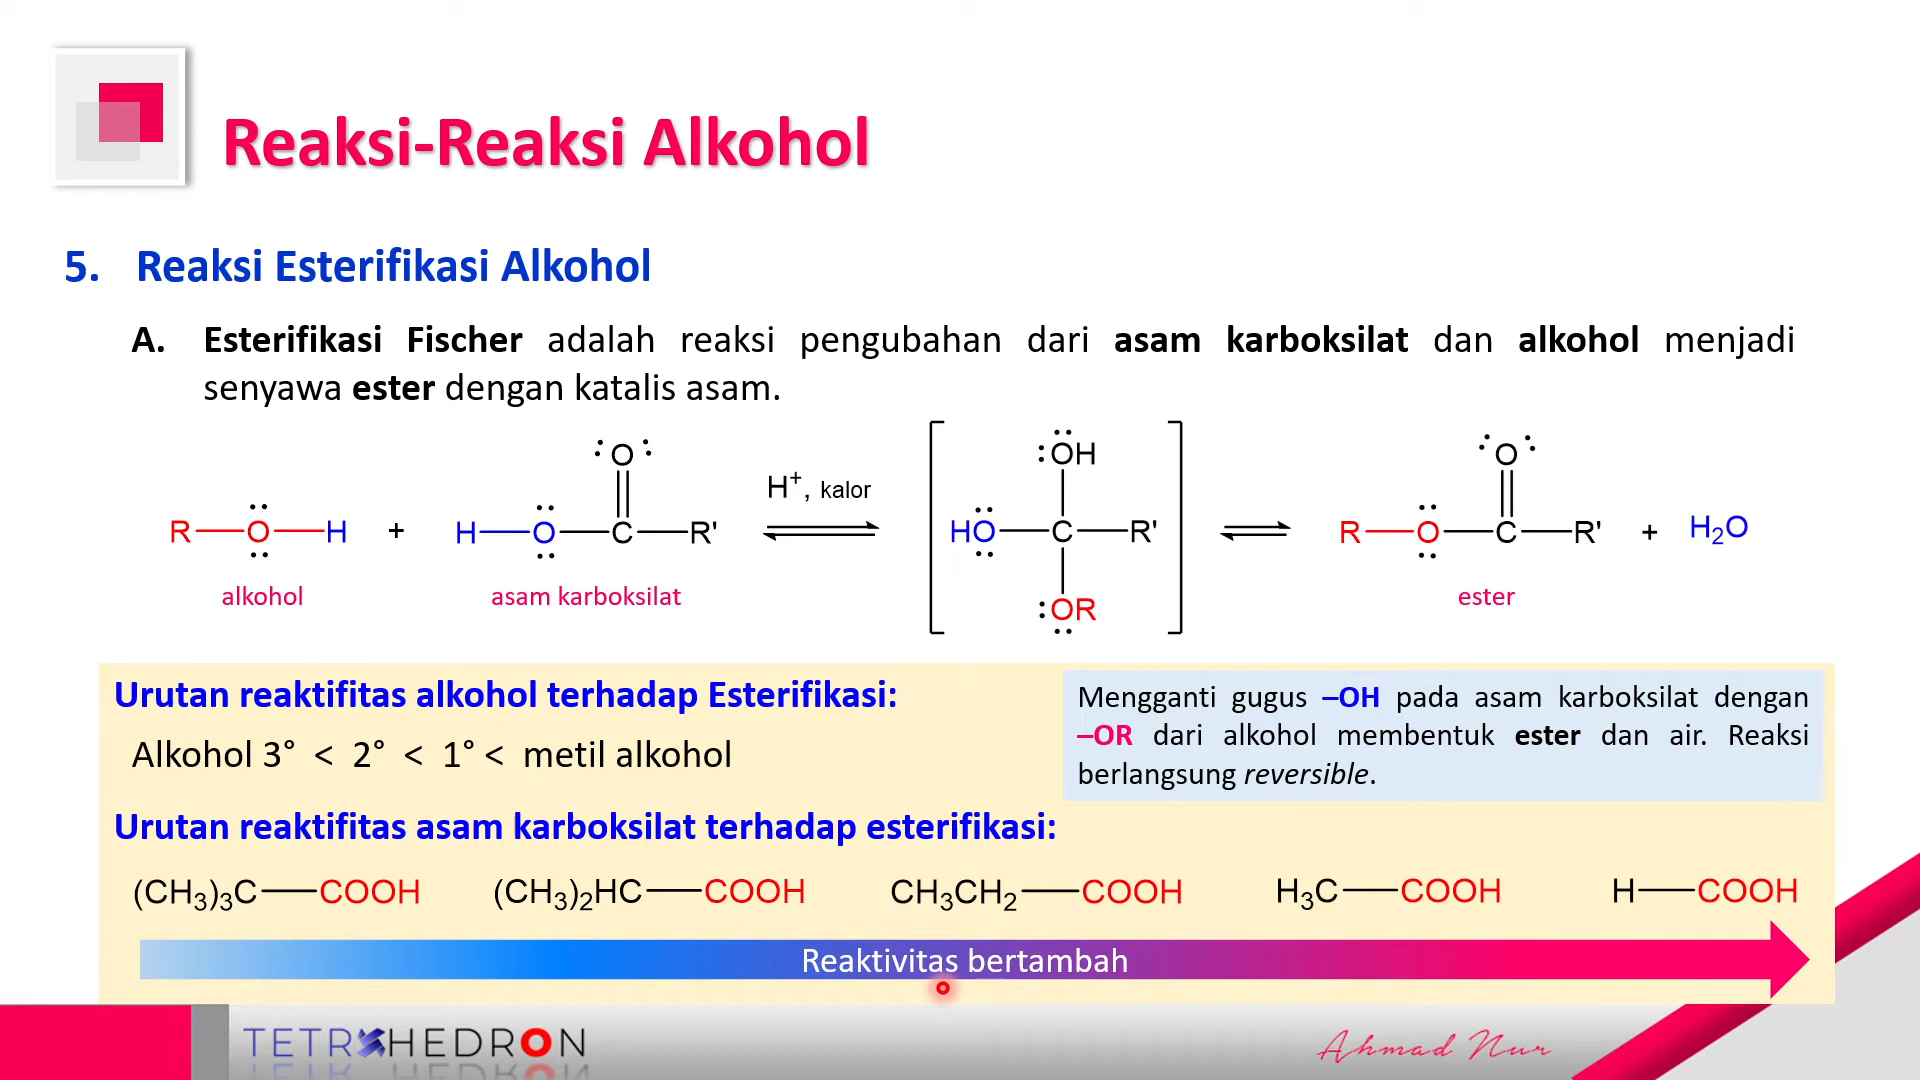 Reaksi-Reaksi Alkohol
5. Reaksi Esterifikasi Alkohol
A. Esterifikasi Fischer adalah reaksi pengubahan dari asam karboksilat dan alkohol menjadi
senyawa ester dengan katalis asam.
R—O—H + H—O—C—R' H⁺, kalor HO—C—R' R—O—C—R' + H₂O
O
OH
OR
O
alkohol
asam karboksilat
ester
Urutan reaktifitas alkohol terhadap Esterifikasi:
Alkohol 3° < 2° < 1° < metil alkohol
Mengganti gugus –OH pada asam karboksilat dengan
–OR dari alkohol membentuk ester dan air. Reaksi
berlangsung reversible.
Urutan reaktifitas asam karboksilat terhadap esterifikasi:
(CH₃)₃C—COOH (CH₃)₂HC—COOH CH₃CH₂—COOH H₃C—COOH H—COOH
Reaktivitas bertambah
TETRAHEDRON
Ahmad Nur